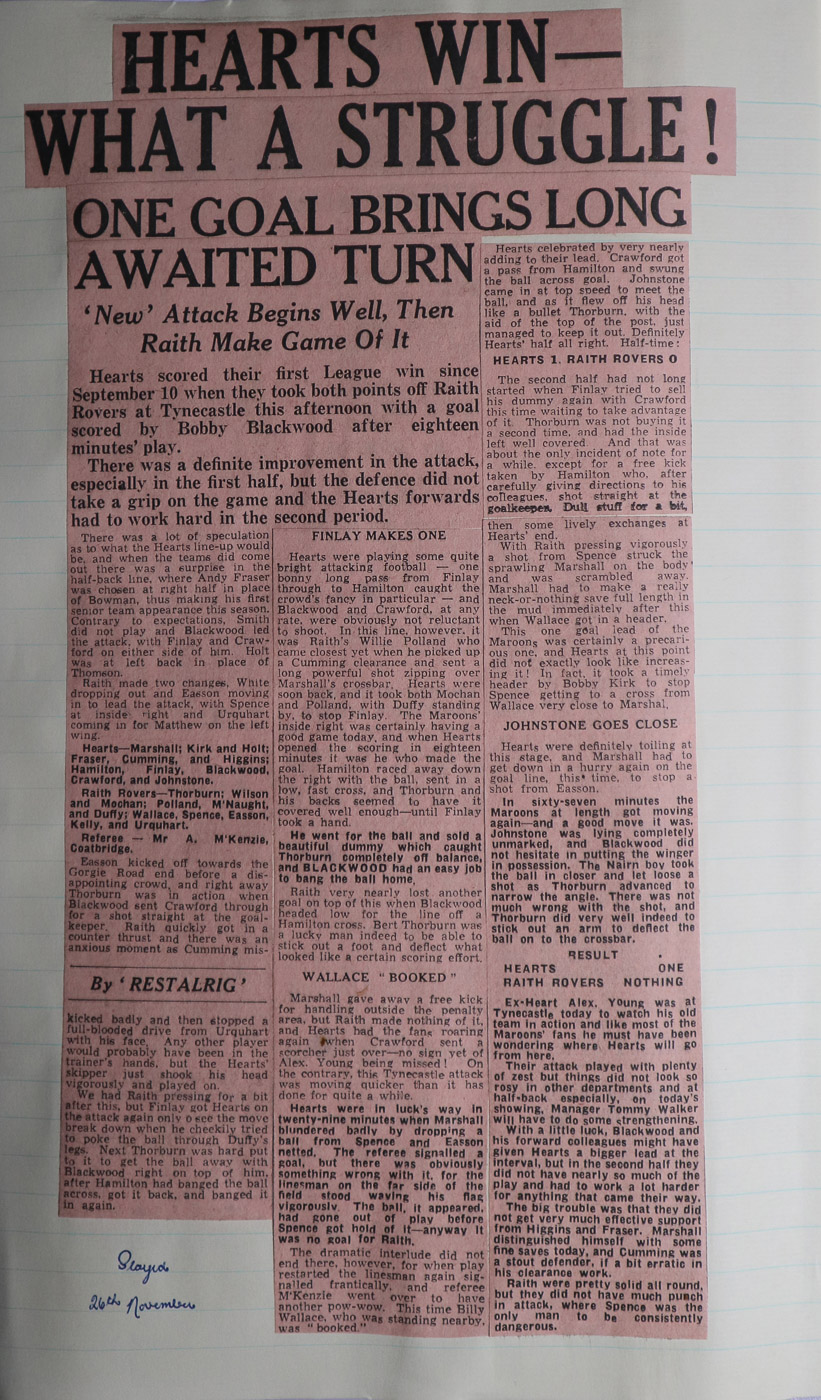 HEARTS WIN—
WHAT A STRUGGLE!
ONE GOAL BRINGS LONG
AWAITED TURN
'New' Attack Begins Well, Then
Raith Make Game Of It
Hearts scored their first League win since
September 10 when they took both points off Raith
Rovers at Tynecastle this afternoon with a goal
scored by Bobby Blackwood after eighteen
minutes' play.
There was a definite improvement in the attack,
especially in the first half, but the defence did not
take a grip on the game and the Hearts forwards
had to work hard in the second period.
There was a lot of speculation
as to what the Hearts line-up would
be, and when the teams did come
out there was a surprise in the
half-back line, where Andy Fraser
was chosen at right half in place
of Bowman, thus making his first
senior team appearance this season.
Contrary to expectations, Smith
did not play and Blackwood led
the attack, with Finlay and Craw-
ford on either side of him. Holt
was at left back in place of
Thomson.
Raith made two changes, White
dropping out and Easson moving
in to lead the attack, with Spence
at inside right and Urquhart
coming in for Matthew on the left
wing.
Hearts—Marshall; Kirk and Holt;
Fraser, Cumming, and Higgins;
Hamilton, Finlay, Blackwood,
Crawford, and Johnstone.
Raith Rovers—Thorburn; Wilson
and Mochan; Polland, M'Naught,
and Duffy; Wallace, Spence, Easson,
Kelly, and Urquhart.
Referee — Mr A. M'Kenzie,
Coatbridge.
Easson kicked off towards the
Gorgie Road end before a dis-
appointing crowd, and right away
Thorburn was in action when
Blackwood sent Crawford through
for a shot straight at the goal-
keeper. Raith quickly got in a
counter thrust and there was an
anxious moment as Cumming mis-
By 'RESTALRIG'
kicked badly and then stopped a
full-blooded drive from Urquhart
with his face. Any other player
would probably have been in the
trainer's hands, but the Hearts'
skipper just shook his head
vigorously and played on.
We had Raith pressing for a bit
after this, but Finlay got Hearts on
the attack again only to see the move
break down when he cheekily tried
to poke the ball through Duffy's
legs. Next Thorburn was hard put
to it to get the ball away with
Blackwood right on top of him,
after Hamilton had banged the ball
across, got it back, and banged it
in again.
FINLAY MAKES ONE
Hearts were playing some quite
bright attacking football — one
bonny long pass from Finlay
through to Hamilton caught the
crowd's fancy in particular — and
Blackwood and Crawford, at any
rate, were obviously not reluctant
to shoot. In this line, however, it
was Raith's Willie Polland who
came closest yet when he picked up
a Cumming clearance and sent a
long powerful shot zipping over
Marshall's crossbar. Hearts were
soon back, and it took both Mochan
and Polland, with Duffy standing
by, to stop Finlay. The Maroons'
inside right was certainly having a
good game today, and when Hearts
opened the scoring in eighteen
minutes it was he who made the
goal. Hamilton raced away down
the right with the ball, sent in a
low, fast cross, and Thorburn and
his backs seemed to have it
covered well enough—until Finlay
took a hand.
He went for the ball and sold a
beautiful dummy which caught
Thorburn completely off balance,
and BLACKWOOD had an easy job
to bang the ball home.
Raith very nearly lost another
goal on top of this when Blackwood
headed low for the line off a
Hamilton cross. Bert Thorburn was
a lucky man indeed to be able to
stick out a foot and deflect what
looked like a certain scoring effort.
WALLACE "BOOKED"
Marshall gave away a free kick
for handling outside the penalty
area, but Raith made nothing of it,
and Hearts had the fans roaring
again when Crawford sent a
scorcher just over—no sign yet of
Alex. Young being missed! On
the contrary, this Tynecastle attack
was moving quicker than it has
done for quite a while.
Hearts were in luck's way in
twenty-nine minutes when Marshall
blundered badly by dropping a
ball from Spence and Easson
netted. The referee signalled a
goal, but there was obviously
something wrong with it, for the
linesman on the far side of the
field stood waving his flag
vigorously. The ball, it appeared,
had gone out of play before
Spence got hold of it—anyway it
was no goal for Raith.
The dramatic interlude did not
end there, however, for when play
restarted the linesman again sig-
nalled frantically, and referee
M'Kenzie went over to have
another pow-wow. This time Billy
Wallace, who was standing nearby,
was "booked."
Hearts celebrated by very nearly
adding to their lead. Crawford got
a pass from Hamilton and swung
the ball across goal. Johnstone
came in at top speed to meet the
ball, and as it flew off his head
like a bullet Thorburn, with the
aid of the top of the post, just
managed to keep it out. Definitely
Hearts' half all right. Half-time:
HEARTS 1, RAITH ROVERS 0
The second half had not long
started when Finlay tried to sell
his dummy again with Crawford
this time waiting to take advantage
of it. Thorburn was not buying it
a second time, and had the inside
left well covered. And that was
about the only incident of note for
a while, except for a free kick
taken by Hamilton who, after
carefully giving directions to his
colleagues, shot straight at the
goalkeeper. Dull stuff for a bit,
then some lively exchanges at
Hearts' end.
With Raith pressing vigorously
a shot from Spence struck the
sprawling Marshall on the body
and was scrambled away.
Marshall had to make a really
neck-or-nothing save full length in
the mud immediately after this
when Wallace got in a header.
This one goal lead of the
Maroons was certainly a precari-
ous one, and Hearts at this point
did not exactly look like increas-
ing it! In fact, it took a timely
header by Bobby Kirk to stop
Spence getting to a cross from
Wallace very close to Marshal.
JOHNSTONE GOES CLOSE
Hearts were definitely toiling at
this stage, and Marshall had to
get down in a hurry again on the
goal line, this time, to stop a
shot from Easson.
In sixty-seven minutes the
Maroons at length got moving
again—and a good move it was.
Johnstone was lying completely
unmarked, and Blackwood did
not hesitate in putting the winger
in possession. The Nairn boy took
the ball in closer and let loose a
shot as Thorburn advanced to
narrow the angle. There was not
much wrong with the shot, and
Thorburn did very well indeed to
stick out an arm to deflect the
ball on to the crossbar.
RESULT
HEARTS ONE
RAITH ROVERS NOTHING
Ex-Heart Alex. Young was at
Tynecastle today to watch his old
team in action and like most of the
Maroons' fans he must have been
wondering where Hearts will go
from here.
Their attack played with plenty
of zest but things did not look so
rosy in other departments and at
half-back especially, on today's
showing, Manager Tommy Walker
will have to do some strengthening.
With a little luck, Blackwood and
his forward colleagues might have
given Hearts a bigger lead at the
interval, but in the second half they
did not have nearly so much of the
play and had to work a lot harder
for anything that came their way.
The big trouble was that they did
not get very much effective support
from Higgins and Fraser. Marshall
distinguished himself with some
fine saves today, and Cumming was
a stout defender, if a bit erratic in
his clearance work.
Raith were pretty solid all round,
but they did not have much punch
in attack, where Spence was the
only man to be consistently
dangerous.
Played
26th November